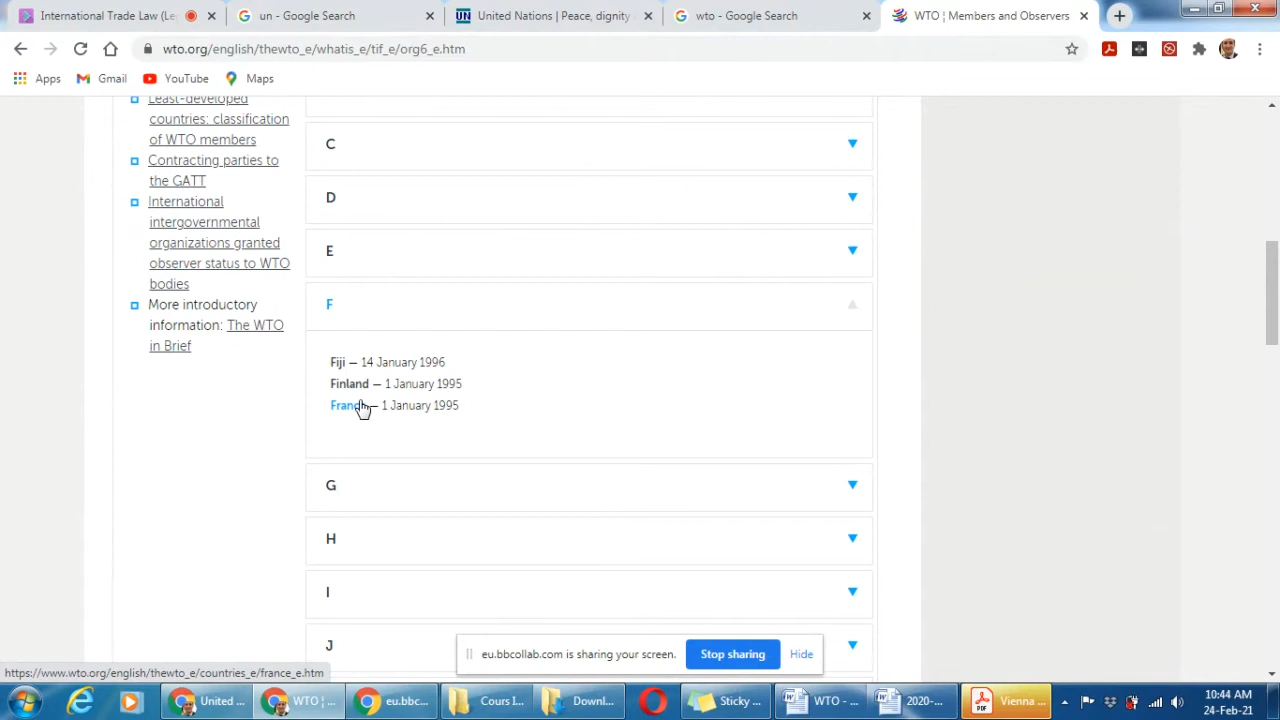 International Trade Law (Le
un - Google Search
United Nations | Peace, dignity
wto - Google Search
WTO | Members and Observers
wto.org/english/thewto_e/whatis_e/tif_e/org6_e.htm
Apps
Gmail
YouTube
Maps
Least-developed
countries: classification
of WTO members
Contracting parties to
the GATT
International
intergovernmental
organizations granted
observer status to WTO
bodies
More introductory
information: The WTO
in Brief
C
D
E
F
Fiji — 14 January 1996
Finland — 1 January 1995
France — 1 January 1995
G
H
I
J
eu.bbcollab.com is sharing your screen.
Stop sharing
Hide
https://www.wto.org/english/thewto_e/countries_e/france_e.htm
United ...
WTO | ...
eu.bbc...
Cours I...
Downl...
Sticky ...
WTO - ...
2020-...
Vienna ...
10:44 AM
24-Feb-21